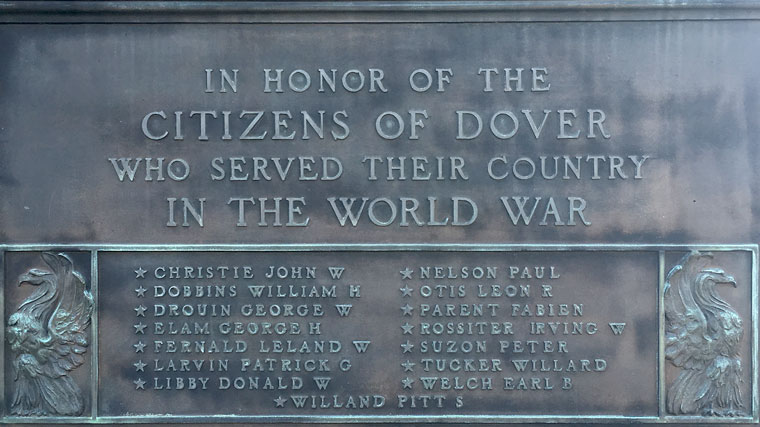 IN HONOR OF THE
CITIZENS OF DOVER
WHO SERVED THEIR COUNTRY
IN THE WORLD WAR
★ CHRISTIE JOHN W ★ NELSON PAUL
★ DOBBINS WILLIAM H ★ OTIS LEON R
★ DROUIN GEORGE W ★ PARENT FABIEN
★ ELAM GEORGE H ★ ROSSITER IRVING W
★ FERNALD LELAND W ★ SUZON PETER
★ LARVIN PATRICK G ★ TUCKER WILLARD
★ LIBBY DONALD W ★ WELCH EARL B
★ WILLAND PITT S